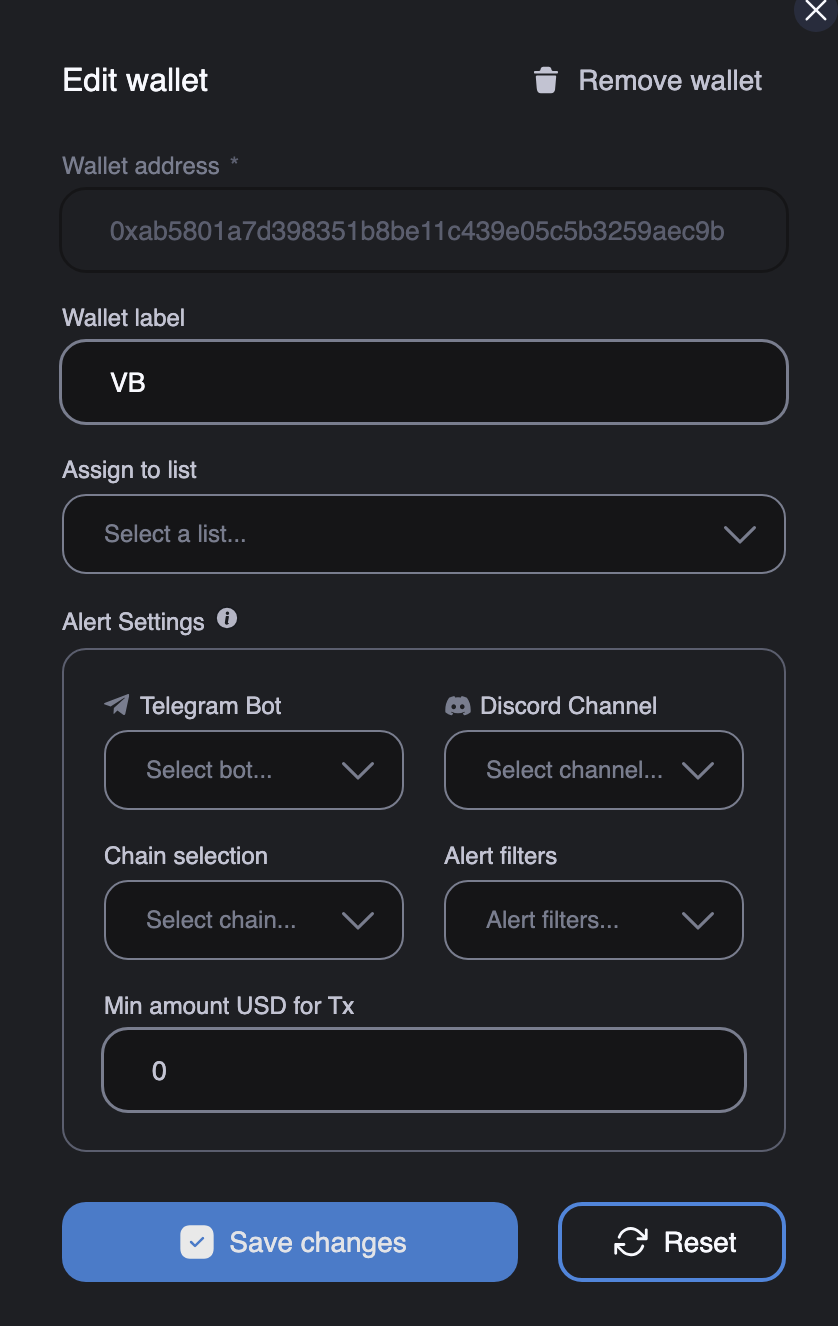 Edit wallet
Remove wallet
Wallet address *
0xab5801a7d398351b8be11c439e05c5b3259aec9b
Wallet label
VB
Assign to list
Select a list...
Alert Settings
Telegram Bot
Discord Channel
Select bot...
Select channel...
Chain selection
Alert filters
Select chain...
Alert filters...
Min amount USD for Tx
0
Save changes
Reset